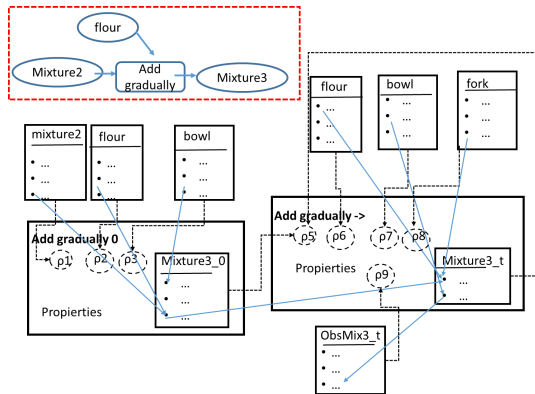 flour
Mixture2
Add
gradually
Mixture3
flour
• ...
• ...
• ...
bowl
• ...
• ...
• ...
fork
• ...
• ...
• ...
mixture2
• ...
• ...
• ...
flour
• ...
• ...
• ...
bowl
• ...
• ...
• ...
Add gradually 0
ρ1
ρ2
ρ3
Mixture3_0
• ...
• ...
• ...
Propierties
Add gradually ->
ρ5
ρ6
ρ7
ρ8
ρ9
Propierties
Mixture3_t
• ...
• ...
ObsMix3_t
• ...
• ...
• ...